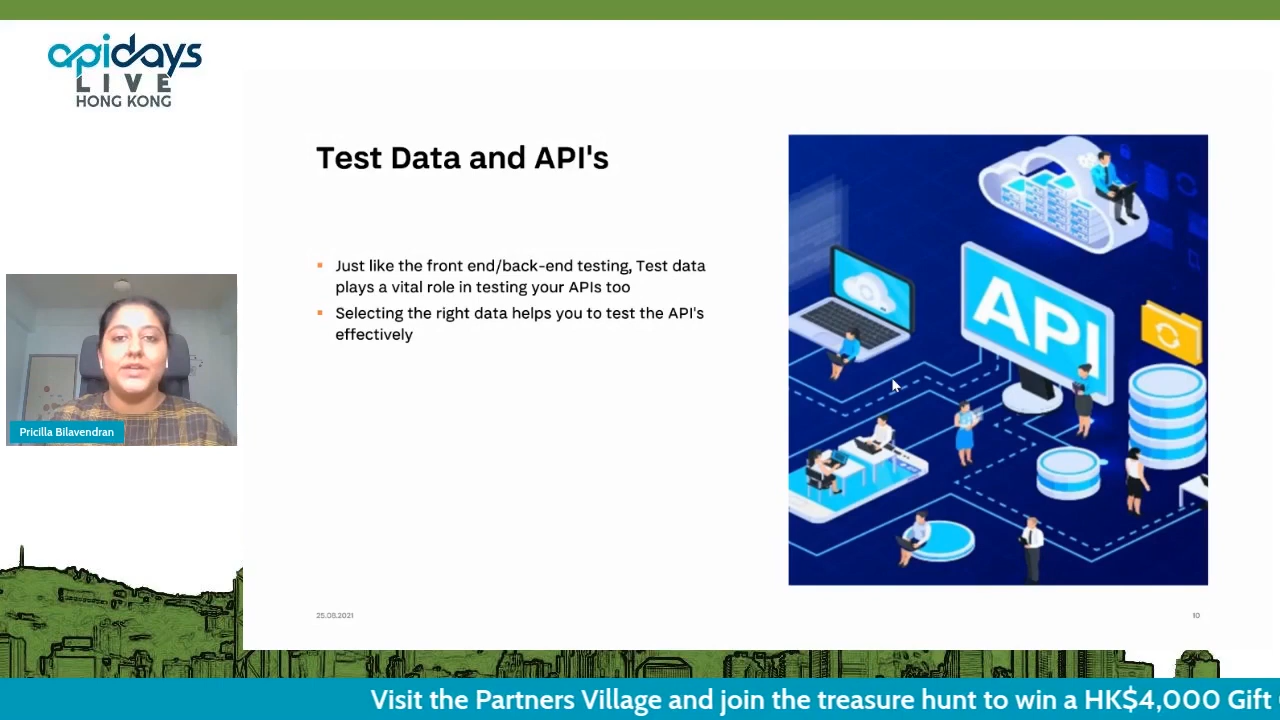 apidays
LIVE
HONG KONG
Test Data and API's
Just like the front end/back-end testing, Test data
plays a vital role in testing your APIs too
Selecting the right data helps you to test the API's
effectively
API
Pricilla Bilavendran
25.08.2021
10
Visit the Partners Village and join the treasure hunt to win a HK$4,000 Gift